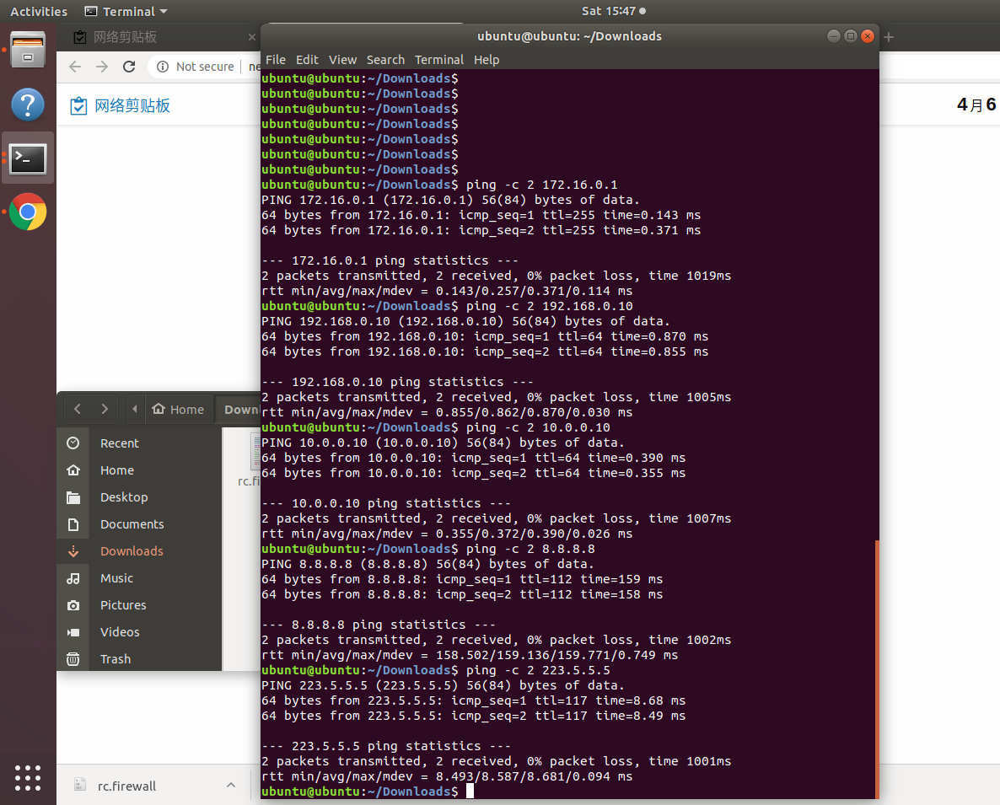 Activities
Terminal
Sat 15:47
网络剪贴板
ubuntu@ubuntu: ~/Downloads
Not secure
File Edit View Search Terminal Help
网络剪贴板
4月6
ubuntu@ubuntu:~/Downloads$
ubuntu@ubuntu:~/Downloads$
ubuntu@ubuntu:~/Downloads$
ubuntu@ubuntu:~/Downloads$
ubuntu@ubuntu:~/Downloads$
ubuntu@ubuntu:~/Downloads$
ubuntu@ubuntu:~/Downloads$
ubuntu@ubuntu:~/Downloads$ ping -c 2 172.16.0.1
PING 172.16.0.1 (172.16.0.1) 56(84) bytes of data.
64 bytes from 172.16.0.1: icmp_seq=1 ttl=255 time=0.143 ms
64 bytes from 172.16.0.1: icmp_seq=2 ttl=255 time=0.371 ms
--- 172.16.0.1 ping statistics ---
2 packets transmitted, 2 received, 0% packet loss, time 1019ms
rtt min/avg/max/mdev = 0.143/0.257/0.371/0.114 ms
ubuntu@ubuntu:~/Downloads$ ping -c 2 192.168.0.10
PING 192.168.0.10 (192.168.0.10) 56(84) bytes of data.
64 bytes from 192.168.0.10: icmp_seq=1 ttl=64 time=0.870 ms
64 bytes from 192.168.0.10: icmp_seq=2 ttl=64 time=0.855 ms
--- 192.168.0.10 ping statistics ---
2 packets transmitted, 2 received, 0% packet loss, time 1005ms
rtt min/avg/max/mdev = 0.855/0.862/0.870/0.030 ms
ubuntu@ubuntu:~/Downloads$ ping -c 2 10.0.0.10
PING 10.0.0.10 (10.0.0.10) 56(84) bytes of data.
64 bytes from 10.0.0.10: icmp_seq=1 ttl=64 time=0.390 ms
64 bytes from 10.0.0.10: icmp_seq=2 ttl=64 time=0.355 ms
--- 10.0.0.10 ping statistics ---
2 packets transmitted, 2 received, 0% packet loss, time 1007ms
rtt min/avg/max/mdev = 0.355/0.372/0.390/0.026 ms
ubuntu@ubuntu:~/Downloads$ ping -c 2 8.8.8.8
PING 8.8.8.8 (8.8.8.8) 56(84) bytes of data.
64 bytes from 8.8.8.8: icmp_seq=1 ttl=112 time=159 ms
64 bytes from 8.8.8.8: icmp_seq=2 ttl=112 time=158 ms
--- 8.8.8.8 ping statistics ---
2 packets transmitted, 2 received, 0% packet loss, time 1002ms
rtt min/avg/max/mdev = 158.502/159.136/159.771/0.749 ms
ubuntu@ubuntu:~/Downloads$ ping -c 2 223.5.5.5
PING 223.5.5.5 (223.5.5.5) 56(84) bytes of data.
64 bytes from 223.5.5.5: icmp_seq=1 ttl=117 time=8.68 ms
64 bytes from 223.5.5.5: icmp_seq=2 ttl=117 time=8.49 ms
--- 223.5.5.5 ping statistics ---
2 packets transmitted, 2 received, 0% packet loss, time 1001ms
rtt min/avg/max/mdev = 8.493/8.587/8.681/0.094 ms
ubuntu@ubuntu:~/Downloads$
Home
Recent
Home
Desktop
Documents
Downloads
Music
Pictures
Videos
Trash
rc.firewall